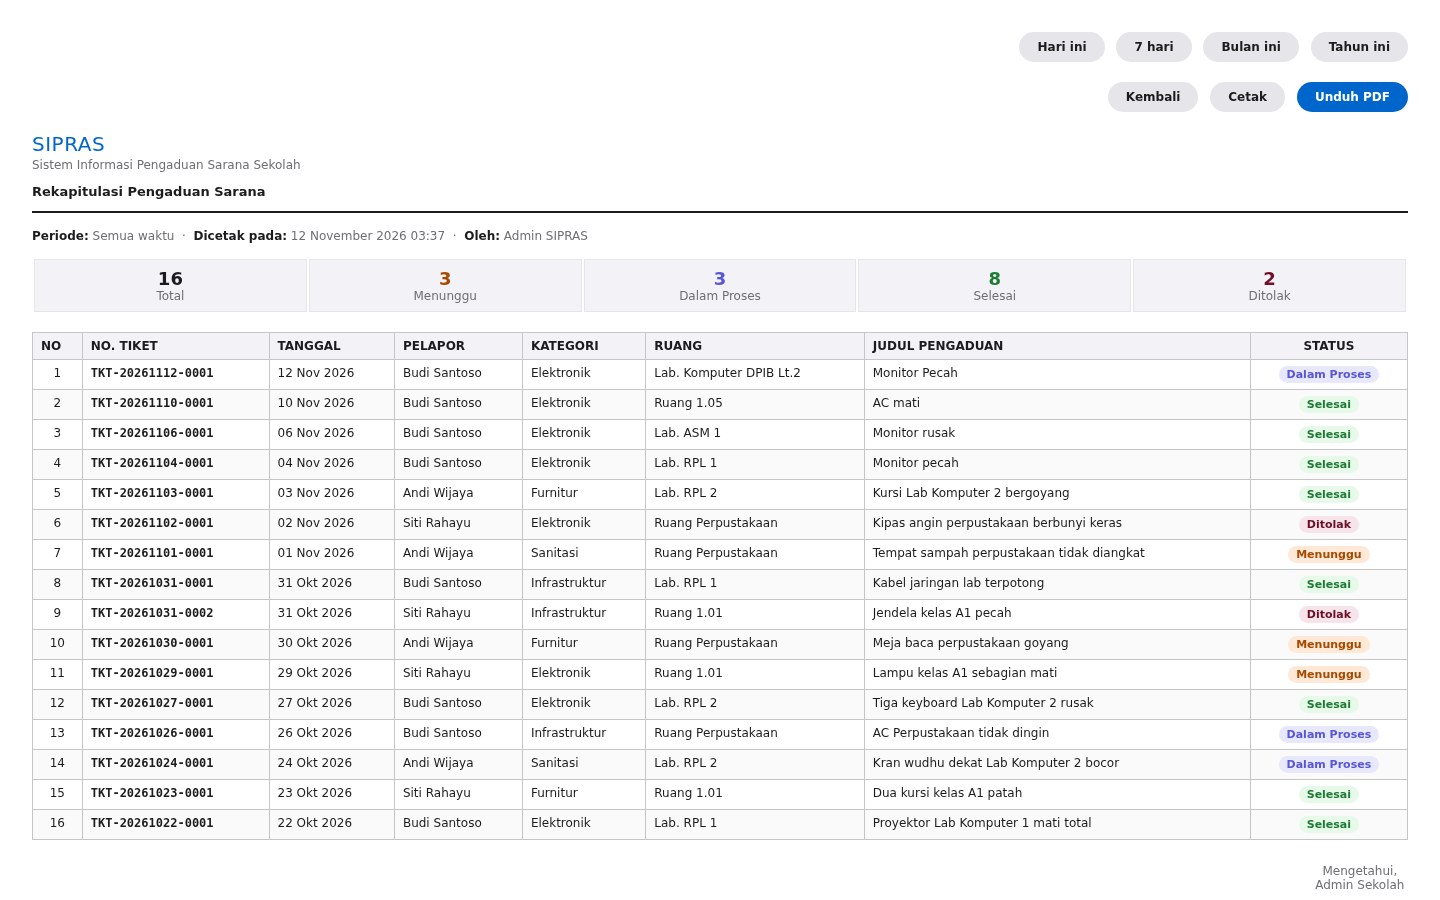 Hari ini 7 hari Bulan ini Tahun ini
Kembali Cetak Unduh PDF
SIPRAS
Sistem Informasi Pengaduan Sarana Sekolah
Rekapitulasi Pengaduan Sarana
Periode: Semua waktu · Dicetak pada: 12 November 2026 03:37 · Oleh: Admin SIPRAS
16 3 3 8 2
Total Menunggu Dalam Proses Selesai Ditolak
NO NO. TIKET TANGGAL PELAPOR KATEGORI RUANG JUDUL PENGADUAN STATUS
1 TKT-20261112-0001 12 Nov 2026 Budi Santoso Elektronik Lab. Komputer DPIB Lt.2 Monitor Pecah Dalam Proses
2 TKT-20261110-0001 10 Nov 2026 Budi Santoso Elektronik Ruang 1.05 AC mati Selesai
3 TKT-20261106-0001 06 Nov 2026 Budi Santoso Elektronik Lab. ASM 1 Monitor rusak Selesai
4 TKT-20261104-0001 04 Nov 2026 Budi Santoso Elektronik Lab. RPL 1 Monitor pecah Selesai
5 TKT-20261103-0001 03 Nov 2026 Andi Wijaya Furnitur Lab. RPL 2 Kursi Lab Komputer 2 bergoyang Selesai
6 TKT-20261102-0001 02 Nov 2026 Siti Rahayu Elektronik Ruang Perpustakaan Kipas angin perpustakaan berbunyi keras Ditolak
7 TKT-20261101-0001 01 Nov 2026 Andi Wijaya Sanitasi Ruang Perpustakaan Tempat sampah perpustakaan tidak diangkat Menunggu
8 TKT-20261031-0001 31 Okt 2026 Budi Santoso Infrastruktur Lab. RPL 1 Kabel jaringan lab terpotong Selesai
9 TKT-20261031-0002 31 Okt 2026 Siti Rahayu Infrastruktur Ruang 1.01 Jendela kelas A1 pecah Ditolak
10 TKT-20261030-0001 30 Okt 2026 Andi Wijaya Furnitur Ruang Perpustakaan Meja baca perpustakaan goyang Menunggu
11 TKT-20261029-0001 29 Okt 2026 Siti Rahayu Elektronik Ruang 1.01 Lampu kelas A1 sebagian mati Menunggu
12 TKT-20261027-0001 27 Okt 2026 Budi Santoso Elektronik Lab. RPL 2 Tiga keyboard Lab Komputer 2 rusak Selesai
13 TKT-20261026-0001 26 Okt 2026 Budi Santoso Infrastruktur Ruang Perpustakaan AC Perpustakaan tidak dingin Dalam Proses
14 TKT-20261024-0001 24 Okt 2026 Andi Wijaya Sanitasi Lab. RPL 2 Kran wudhu dekat Lab Komputer 2 bocor Dalam Proses
15 TKT-20261023-0001 23 Okt 2026 Siti Rahayu Furnitur Ruang 1.01 Dua kursi kelas A1 patah Selesai
16 TKT-20261022-0001 22 Okt 2026 Budi Santoso Elektronik Lab. RPL 1 Proyektor Lab Komputer 1 mati total Selesai
Mengetahui,
Admin Sekolah